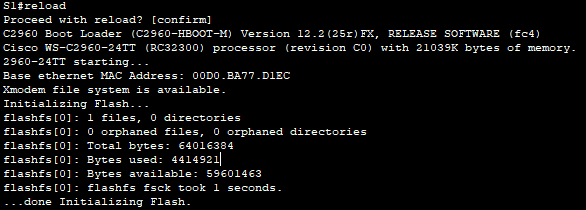 S1#reload
Proceed with reload? [confirm]
C2960 Boot Loader (C2960-HBOOT-M) Version 12.2(25r)FX, RELEASE SOFTWARE (fc4)
Cisco WS-C2960-24TT (RC32300) processor (revision C0) with 21039K bytes of memory.
2960-24TT starting...
Base ethernet MAC Address: 00D0.BA77.D1EC
Xmodem file system is available.
Initializing Flash...
flashfs[0]: 1 files, 0 directories
flashfs[0]: 0 orphaned files, 0 orphaned directories
flashfs[0]: Total bytes: 64016384
flashfs[0]: Bytes used: 4414921
flashfs[0]: Bytes available: 59601463
flashfs[0]: flashfs fsck took 1 seconds.
...done Initializing Flash.